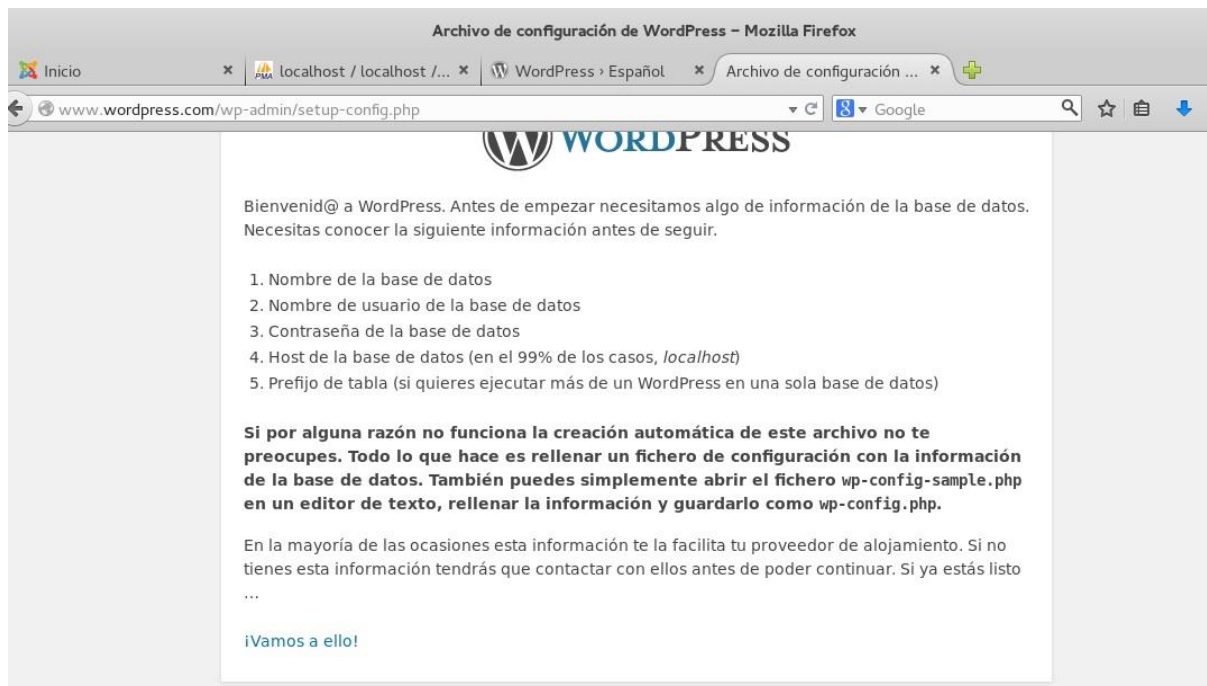 Archivo de configuración de WordPress – Mozilla Firefox
Inicio
PMA localhost / localhost /...
WordPress › Español
Archivo de configuración ...
www.wordpress.com/wp-admin/setup-config.php
8 Google
WORDPRESS
Bienvenid@ a WordPress. Antes de empezar necesitamos algo de información de la base de datos.
Necesitas conocer la siguiente información antes de seguir.
1. Nombre de la base de datos
2. Nombre de usuario de la base de datos
3. Contraseña de la base de datos
4. Host de la base de datos (en el 99% de los casos, localhost)
5. Prefijo de tabla (si quieres ejecutar más de un WordPress en una sola base de datos)
Si por alguna razón no funciona la creación automática de este archivo no te
preocupes. Todo lo que hace es rellenar un fichero de configuración con la información
de la base de datos. También puedes simplemente abrir el fichero wp-config-sample.php
en un editor de texto, rellenar la información y guardarlo como wp-config.php.
En la mayoría de las ocasiones esta información te la facilita tu proveedor de alojamiento. Si no
tienes esta información tendrás que contactar con ellos antes de poder continuar. Si ya estás listo
...
¡Vamos a ello!